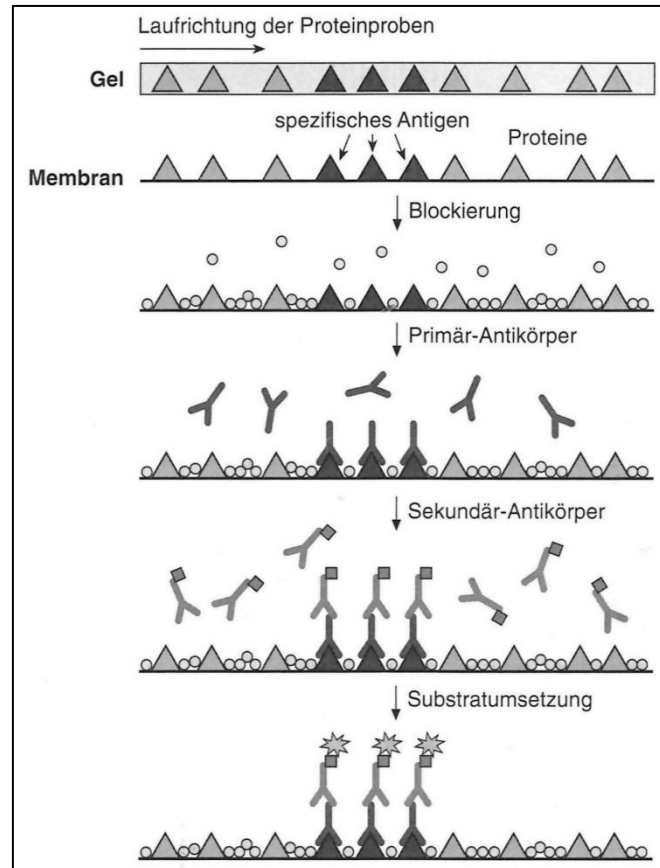 Laufrichtung der Proteinproben
Gel
spezifisches Antigen
Proteine
Membran
Blockierung
Primär-Antikörper
Sekundär-Antikörper
Substratumsetzung